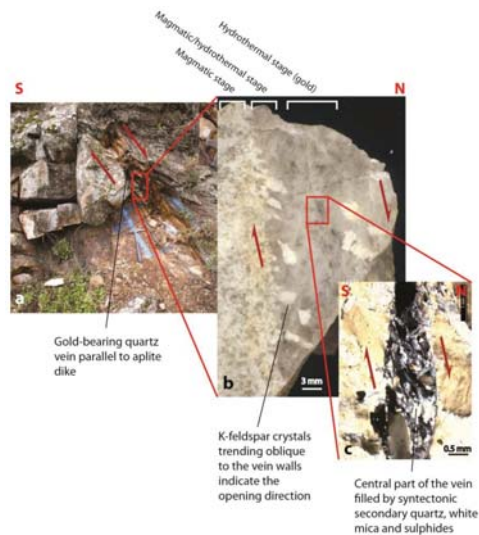 Magmatic stage
Magmatic/hydrothermal stage
Hydrothermal stage (gold)
S
N
a
Gold-bearing quartz
vein parallel to aplite
dike
b
3 mm
K-feldspar crystals
trending oblique
to the vein walls
indicate the
opening direction
S
c
0.5 mm
Central part of the vein
filled by syntectonic
secondary quartz, white
mica and sulphides